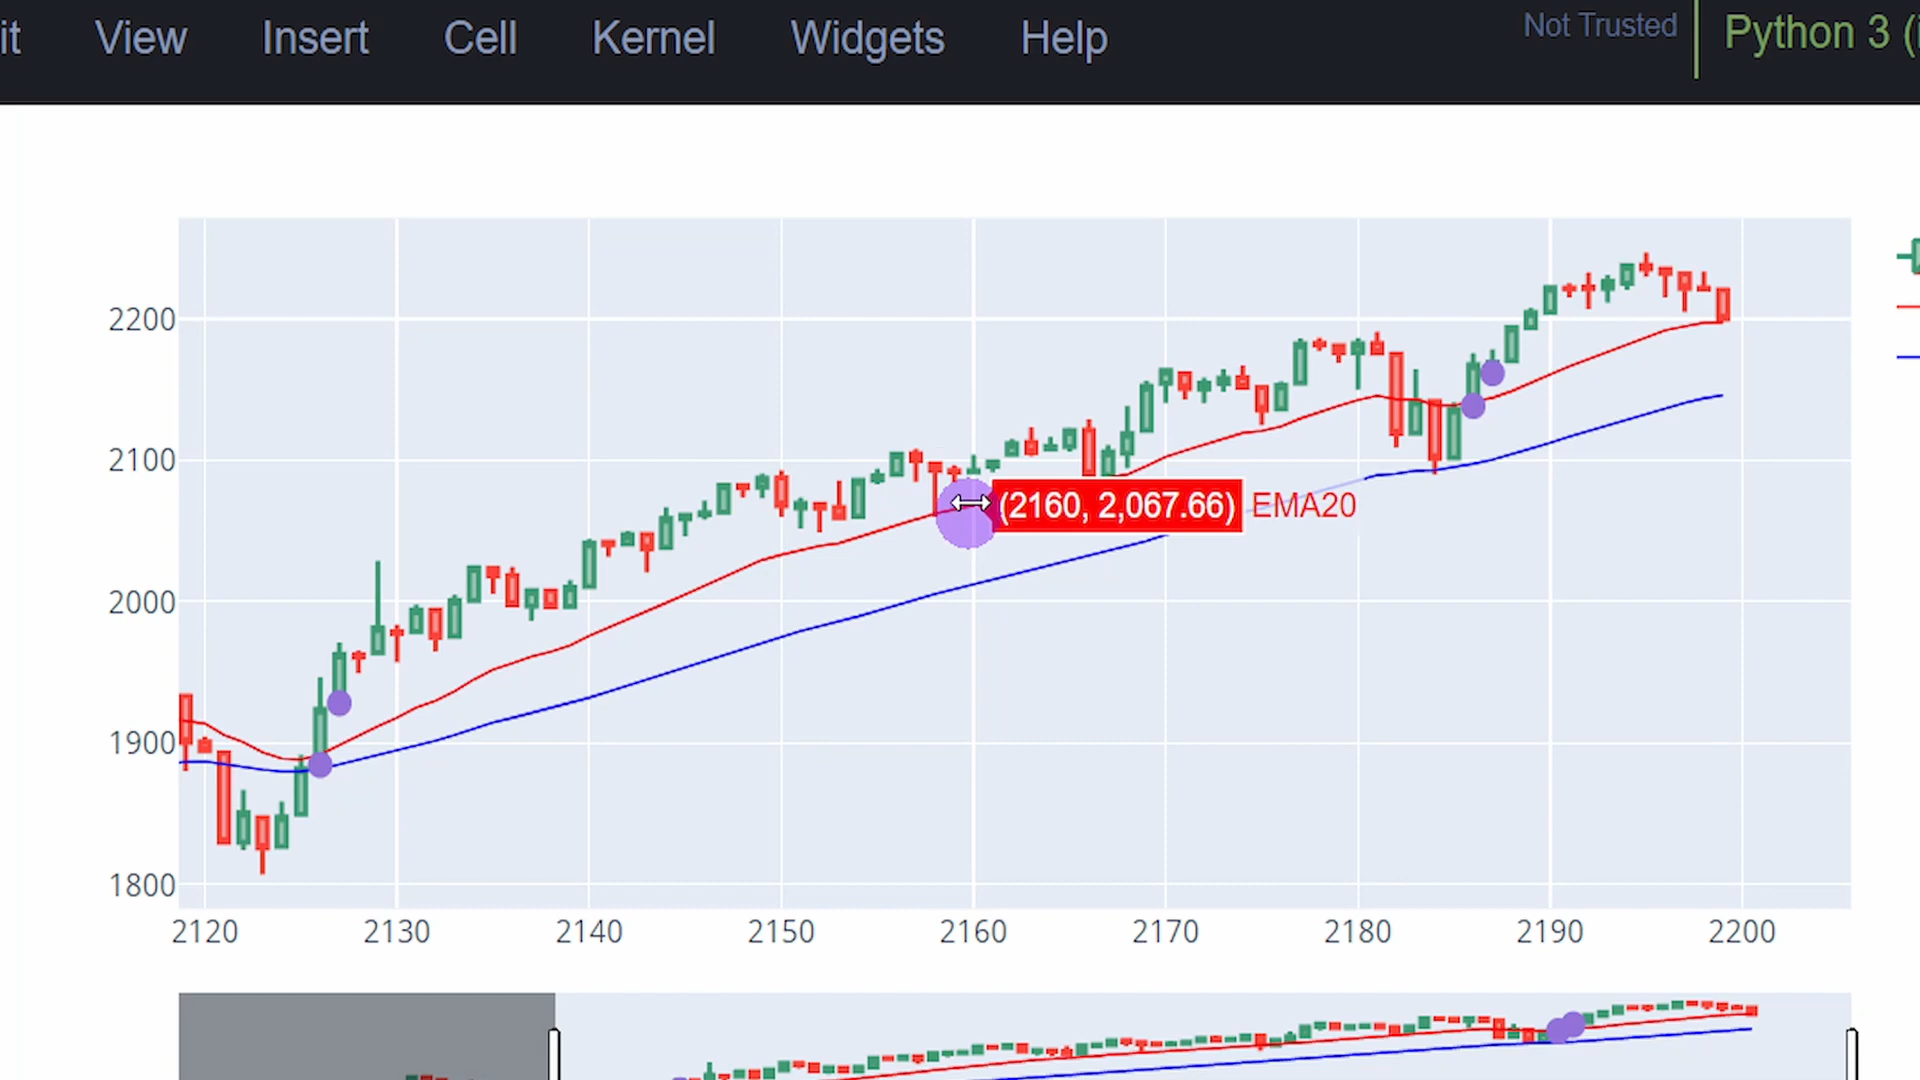 it View Insert Cell Kernel Widgets Help Not Trusted Python 3 (
2200
2100
(2160, 2,067.66) EMA20
2000
1900
1800
2120 2130 2140 2150 2160 2170 2180 2190 2200